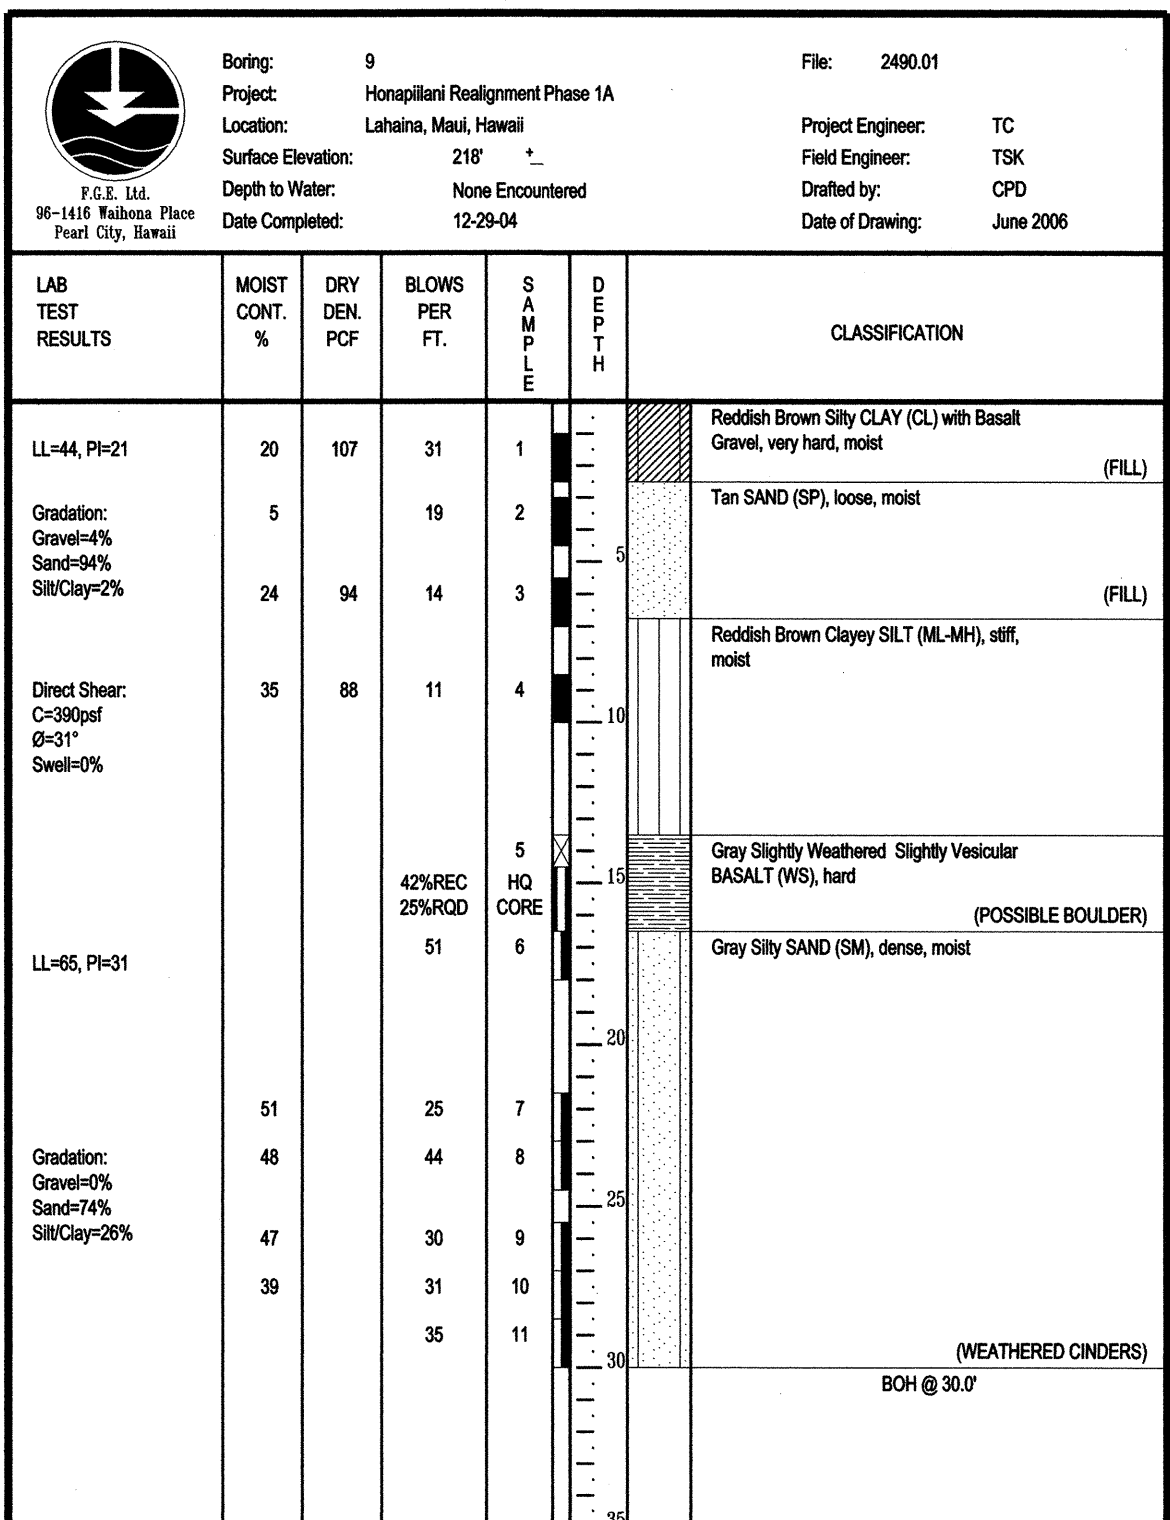 F.G.E. Ltd.
96-1416 Waihona Place
Pearl City, Hawaii
Boring: 9
Project: Honapiilani Realignment Phase 1A
Location: Lahaina, Maui, Hawaii
Surface Elevation: 218' +_
Depth to Water: None Encountered
Date Completed: 12-29-04
File: 2490.01
Project Engineer: TC
Field Engineer: TSK
Drafted by: CPD
Date of Drawing: June 2006
LAB
TEST
RESULTS
MOIST
CONT.
%
DRY
DEN.
PCF
BLOWS
PER
FT.
SAMPLE
DEPTH
CLASSIFICATION
Reddish Brown Silty CLAY (CL) with Basalt
Gravel, very hard, moist
LL=44, PI=21 20 107 31 1
(FILL)
Tan SAND (SP), loose, moist
Gradation: 5 19 2
Gravel=4%
Sand=94%
5
Silt/Clay=2% 24 94 14 3 (FILL)
Reddish Brown Clayey SILT (ML-MH), stiff,
moist
Direct Shear: 35 88 11 4
C=390psf
10
Ø=31°
Swell=0%
5 Gray Slightly Weathered Slightly Vesicular
BASALT (WS), hard
42%REC HQ 15
25%RQD CORE (POSSIBLE BOULDER)
51 6 Gray Silty SAND (SM), dense, moist
LL=65, PI=31
20
51 25 7
Gradation: 48 44 8
Gravel=0%
Sand=74%
25
Silt/Clay=26% 47 30 9
39 31 10
35 11
(WEATHERED CINDERS)
30
BOH @ 30.0'
35